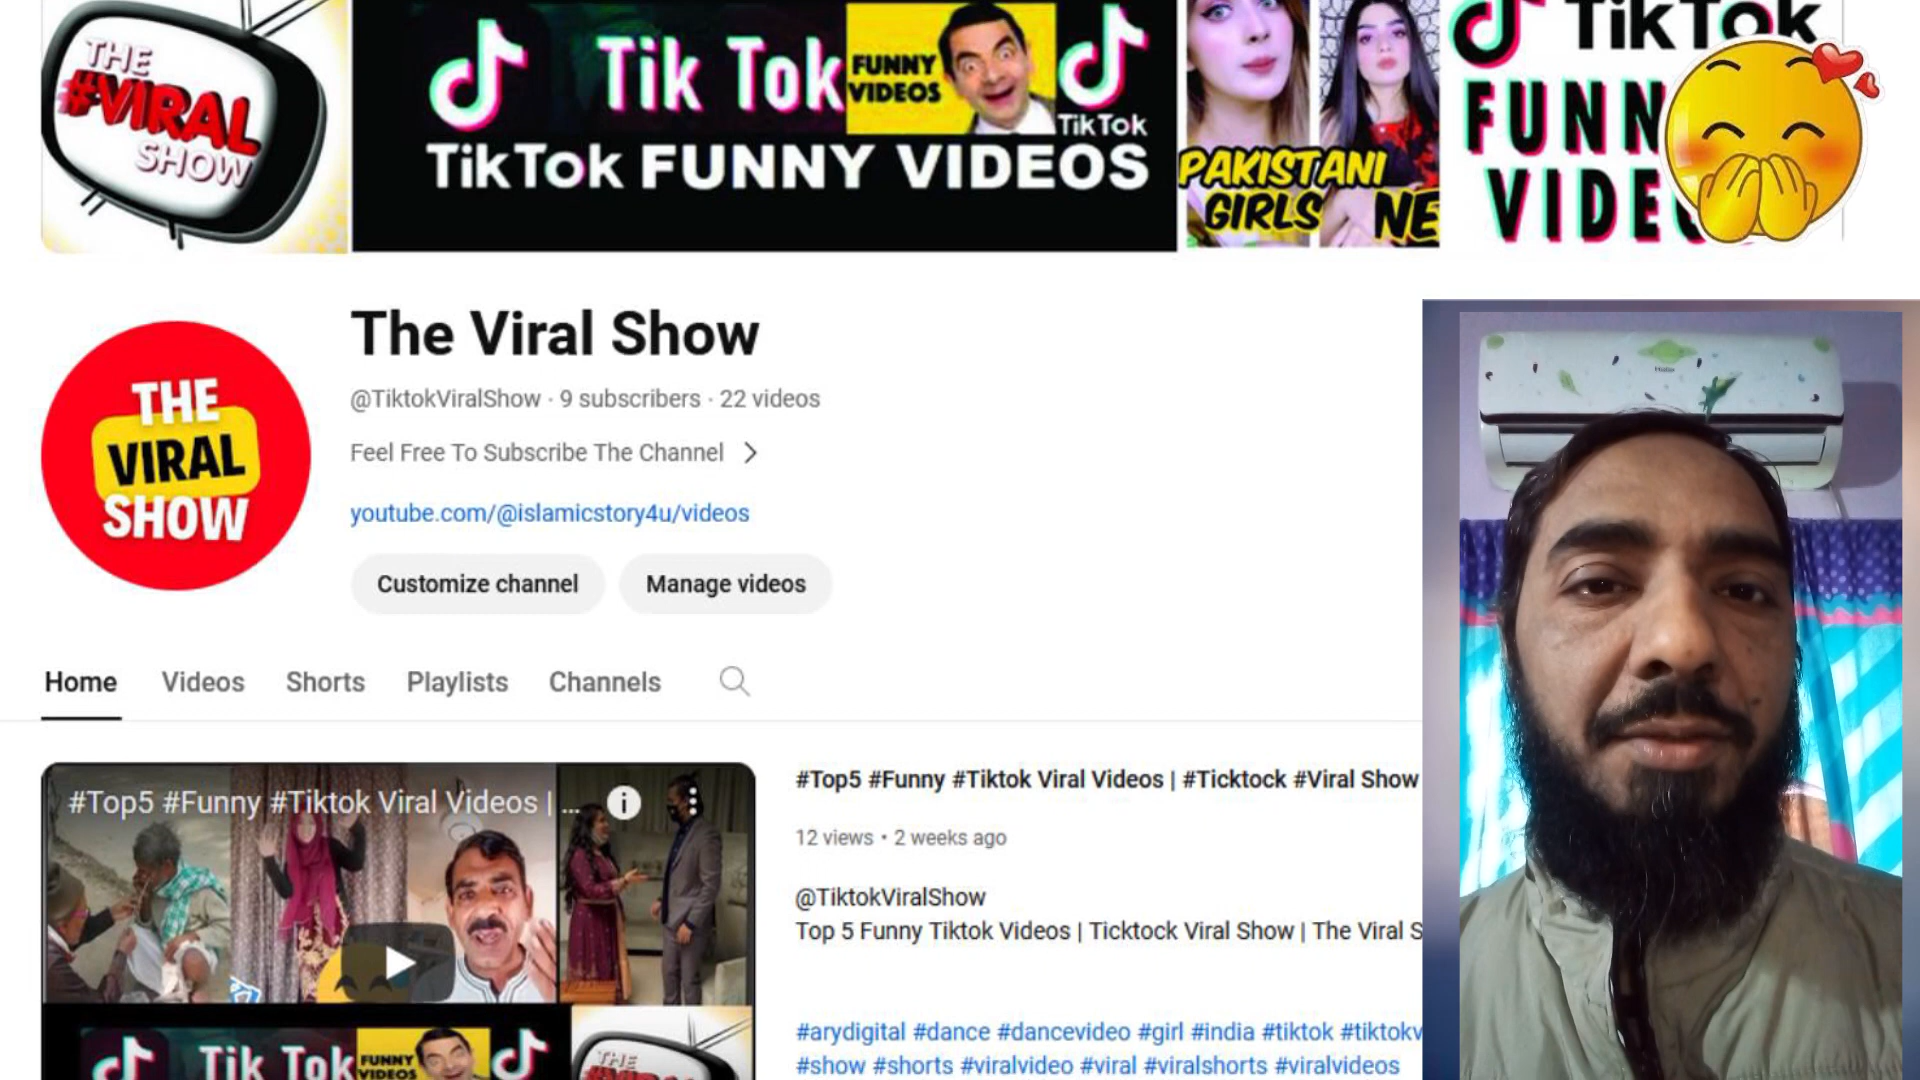 THE
#VIRAL
SHOW
Tik Tok
FUNNY
VIDEOS
TikTok
TikTok FUNNY VIDEOS
PAKISTANI
GIRLS
NE
TikTok
FUNN
VIDE
The Viral Show
@TiktokViralShow · 9 subscribers · 22 videos
Feel Free To Subscribe The Channel
youtube.com/@islamicstory4u/videos
Customize channel
Manage videos
THE
VIRAL
SHOW
Haier
Home
Videos
Shorts
Playlists
Channels
#Top5 #Funny #Tiktok Viral Videos | ...
#Top5 #Funny #Tiktok Viral Videos | #Ticktock #Viral Show
12 views • 2 weeks ago
@TiktokViralShow
Top 5 Funny Tiktok Videos | Ticktock Viral Show | The Viral S
#arydigital #dance #dancevideo #girl #india #tiktok #tiktokv
#show #shorts #viralvideo #viral #viralshorts #viralvideos
Tik Tok
FUNNY
VIDEOS
THE